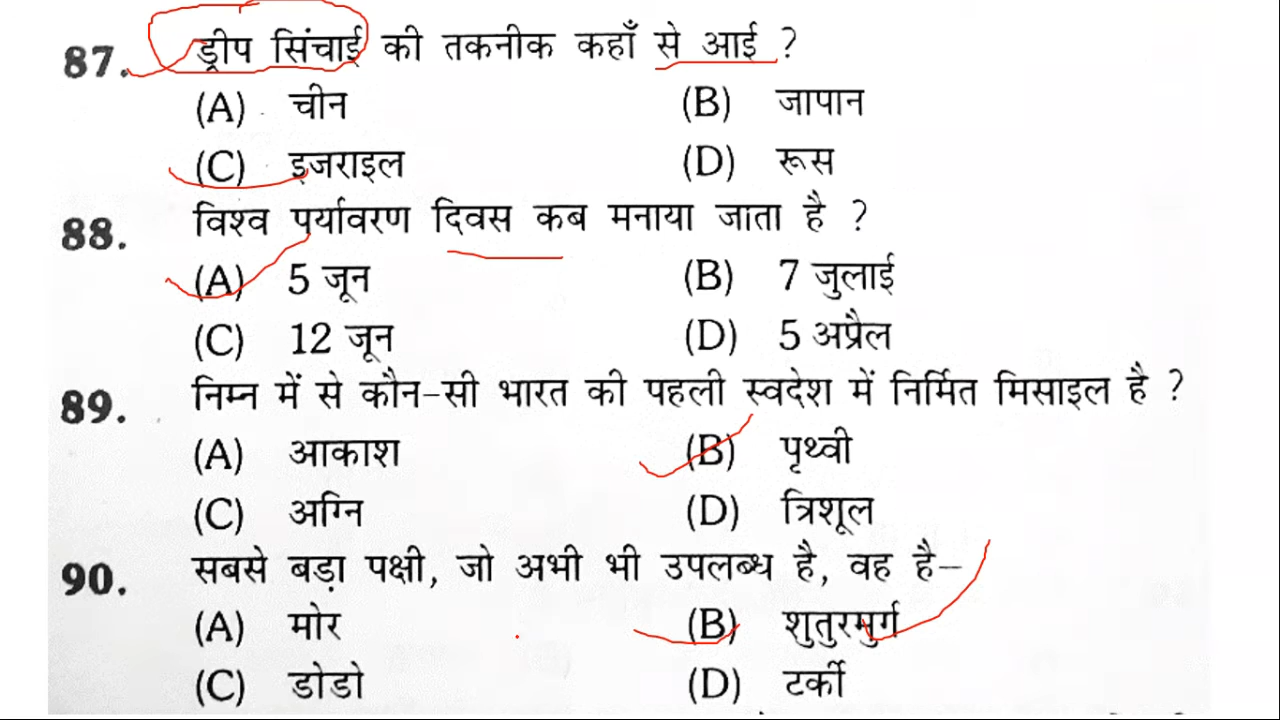 87. ड्रीप सिंचाई की तकनीक कहाँ से आई ?
(A) चीन (B) जापान
(C) इजराइल (D) रूस
88. विश्व पर्यावरण दिवस कब मनाया जाता है ?
(A) 5 जून (B) 7 जुलाई
(C) 12 जून (D) 5 अप्रैल
89. निम्न में से कौन-सी भारत की पहली स्वदेश में निर्मित मिसाइल है ?
(A) आकाश (B) पृथ्वी
(C) अग्नि (D) त्रिशूल
90. सबसे बड़ा पक्षी, जो अभी भी उपलब्ध है, वह है–
(A) मोर (B) शुतुरमुर्ग
(C) डोडो (D) टर्की